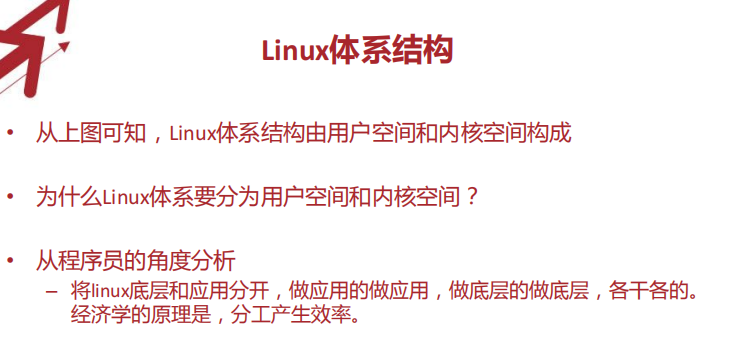 Linux体系结构
• 从上图可知，Linux体系结构由用户空间和内核空间构成
• 为什么Linux体系要分为用户空间和内核空间？
• 从程序员的角度分析
– 将linux底层和应用分开，做应用的做应用，做底层的做底层，各干各的。
经济学的原理是，分工产生效率。